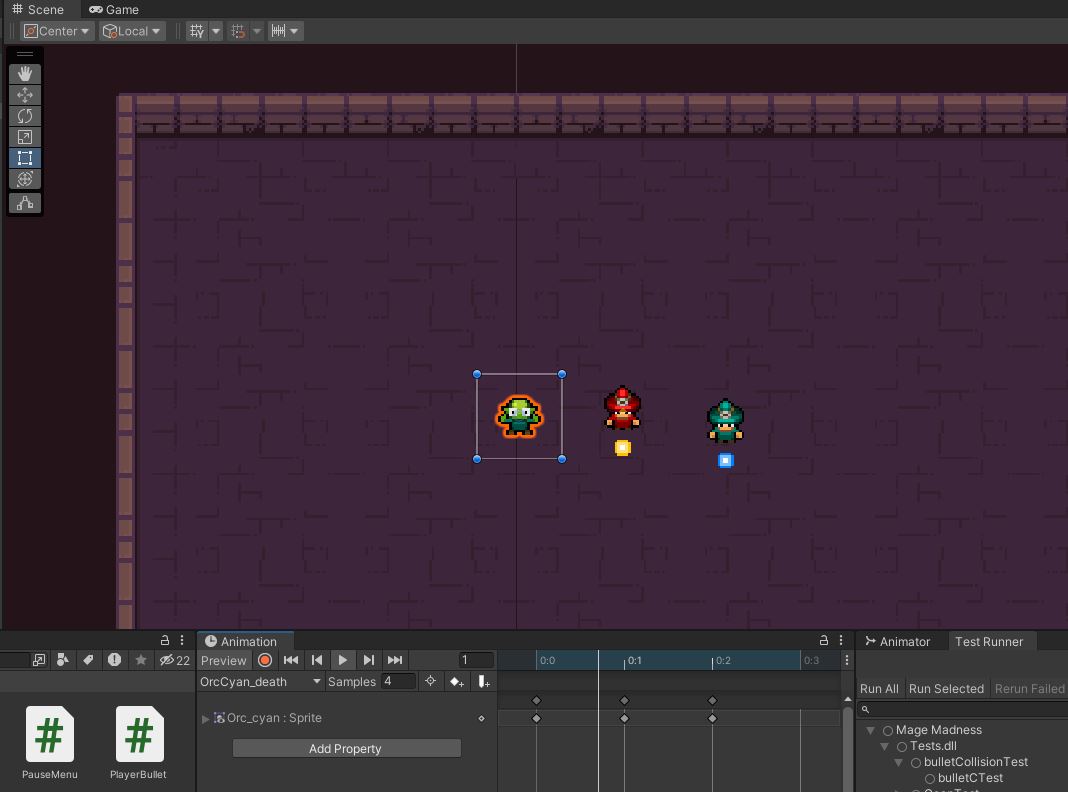 Scene Game
Center Local
22
Animation
Preview 1 0:0 0:1 0:2 0:3
OrcCyan_death Samples 4
Orc_cyan : Sprite
Add Property
#
#
PauseMenu PlayerBullet
Animator Test Runner
Run All Run Selected Rerun Failed
Mage Madness
Tests.dll
bulletCollisionTest
bulletCTest